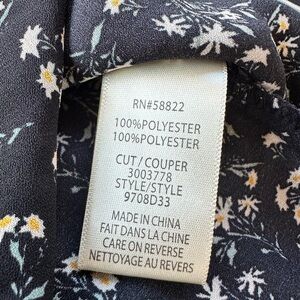 RN#58822
100%POLYESTER
100%POLYESTER
CUT/COUPER
3003778
STYLE/STYLE
9708D33
MADE IN CHINA
FAIT DANS LA CHINE
CARE ON REVERSE
NETTOYAGE AU REVERS